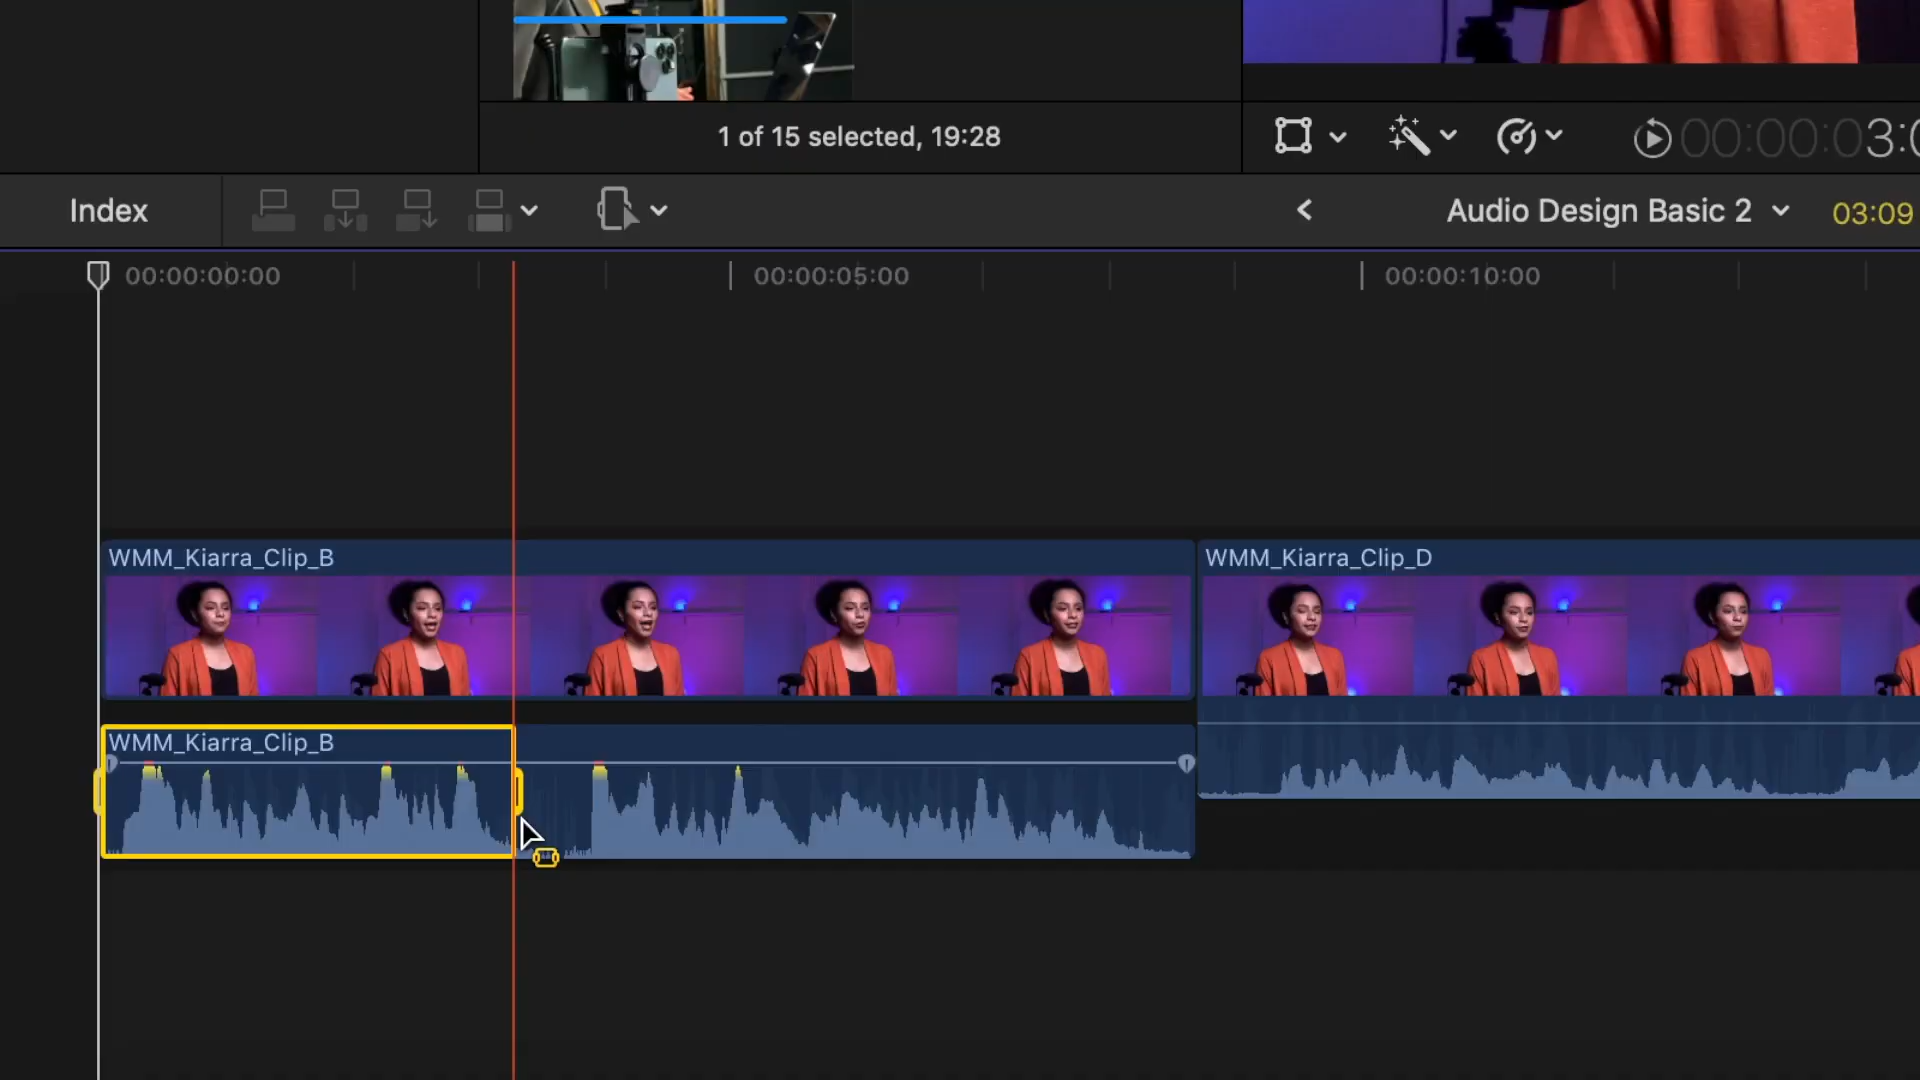 1 of 15 selected, 19:28
00:00:03:0
Index
Audio Design Basic 2
03:09
00:00:00:00
00:00:05:00
00:00:10:00
WMM_Kiarra_Clip_B
WMM_Kiarra_Clip_D
WMM_Kiarra_Clip_B